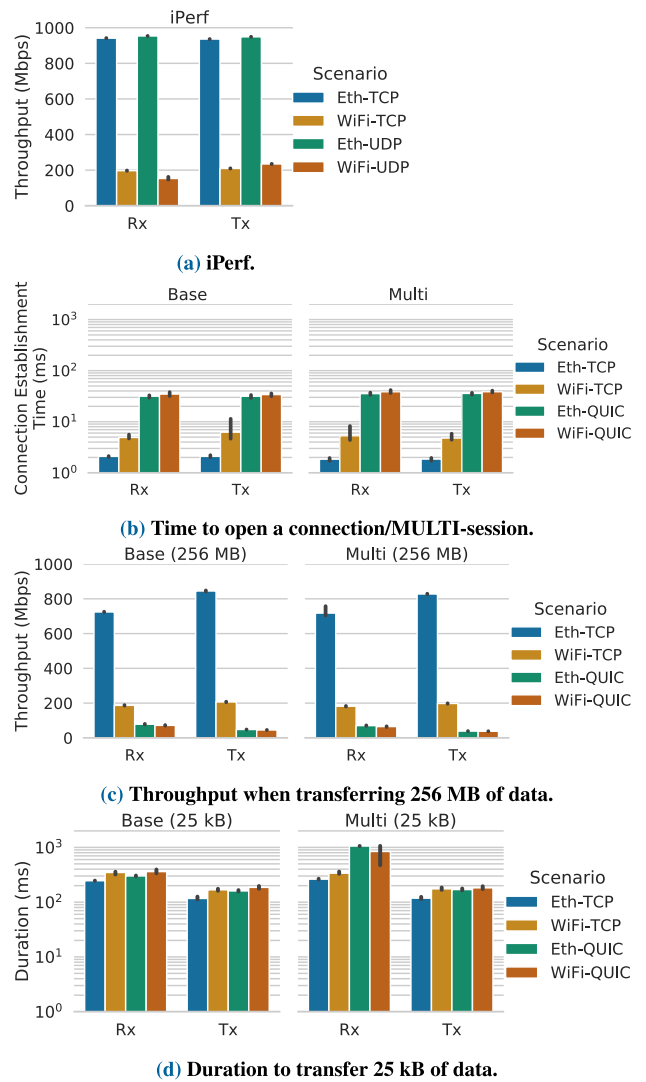 iPerf
1000
800
600
400
200
0
Throughput (Mbps)
Rx Tx
Scenario
Eth-TCP
WiFi-TCP
Eth-UDP
WiFi-UDP
(a) iPerf.
Base Multi
10³
10²
10¹
10⁰
Connection Establishment
Time (ms)
Rx Tx Rx Tx
Scenario
Eth-TCP
WiFi-TCP
Eth-QUIC
WiFi-QUIC
(b) Time to open a connection/MULTI-session.
Base (256 MB) Multi (256 MB)
1000
800
600
400
200
0
Throughput (Mbps)
Rx Tx Rx Tx
Scenario
Eth-TCP
WiFi-TCP
Eth-QUIC
WiFi-QUIC
(c) Throughput when transferring 256 MB of data.
Base (25 kB) Multi (25 kB)
10³
10²
10¹
10⁰
Duration (ms)
Rx Tx Rx Tx
Scenario
Eth-TCP
WiFi-TCP
Eth-QUIC
WiFi-QUIC
(d) Duration to transfer 25 kB of data.